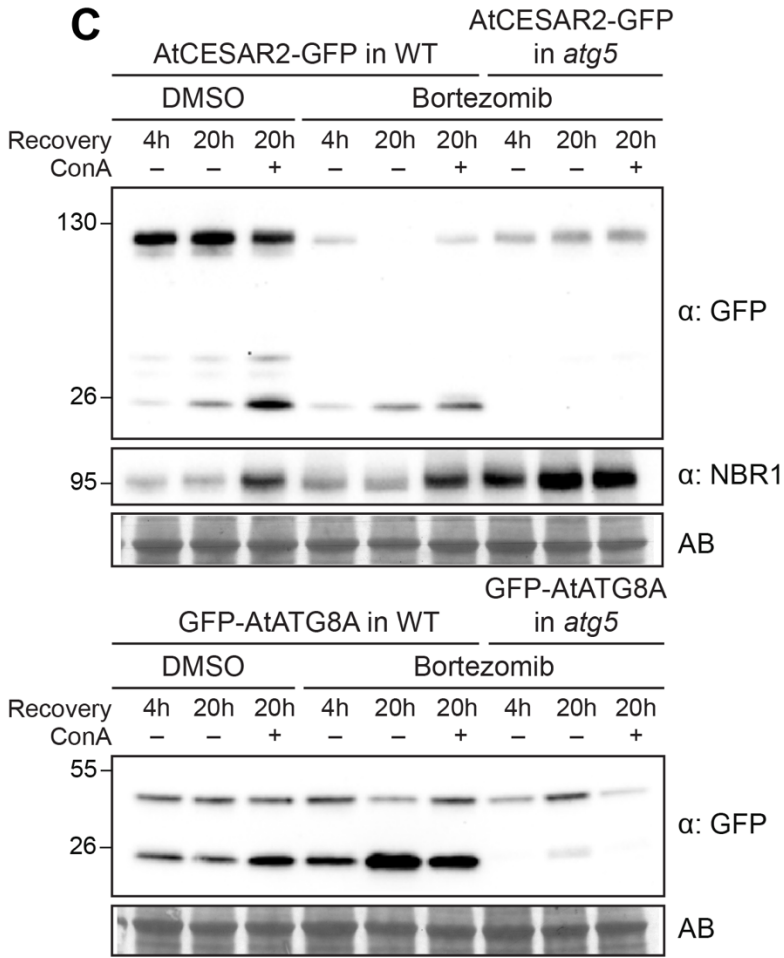 C
AtCESAR2-GFP in WT
AtCESAR2-GFP
in atg5
DMSO
Bortezomib
Recovery 4h 20h 20h 4h 20h 20h 4h 20h 20h
ConA – – + – – + – – +
130
26
α: GFP
95
α: NBR1
AB
GFP-AtATG8A in WT
GFP-AtATG8A
in atg5
DMSO
Bortezomib
Recovery 4h 20h 20h 4h 20h 20h 4h 20h 20h
ConA – – + – – + – – +
55
26
α: GFP
AB